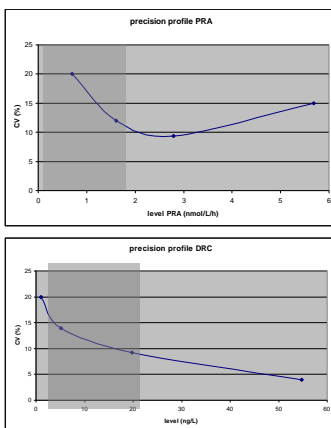 precision profile PRA
25
20
15
10
5
0
CV (%)
0 1 2 3 4 5 6
level PRA (nmol/L/h)
precision profile DRC
25
20
15
10
5
0
CV (%)
0 10 20 30 40 50 60
level (ng/L)